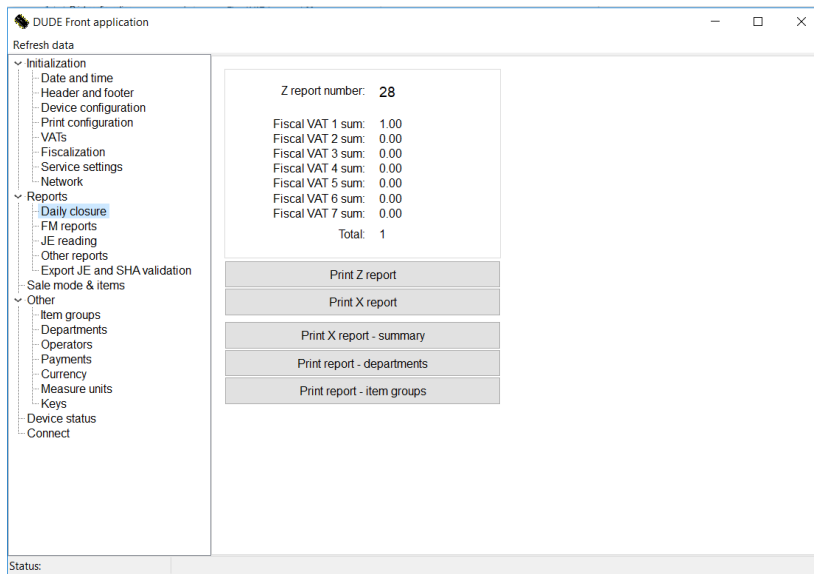 DUDE Front application
Refresh data
Initialization
Date and time
Header and footer
Device configuration
Print configuration
VATs
Fiscalization
Service settings
Network
Reports
Daily closure
FM reports
JE reading
Other reports
Export JE and SHA validation
Sale mode & items
Other
Item groups
Departments
Operators
Payments
Currency
Measure units
Keys
Device status
Connect
Z report number: 28
Fiscal VAT 1 sum: 1.00
Fiscal VAT 2 sum: 0.00
Fiscal VAT 3 sum: 0.00
Fiscal VAT 4 sum: 0.00
Fiscal VAT 5 sum: 0.00
Fiscal VAT 6 sum: 0.00
Fiscal VAT 7 sum: 0.00
Total: 1
Print Z report
Print X report
Print X report - summary
Print report - departments
Print report - item groups
Status: